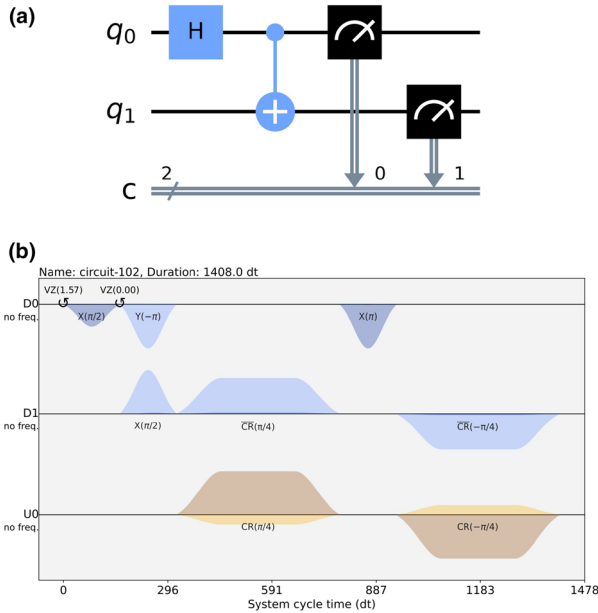 (a)
q0
H
q1
2
0
1
C
(b)
Name: circuit-102, Duration: 1408.0 dt
VZ(1.57) VZ(0.00)
D0
no freq.
X(π/2) Y(−π) X(π)
D1
no freq.
X(π/2) C̅R̅(π/4) C̅R̅(−π/4)
U0
no freq.
CR(π/4) CR(−π/4)
0 296 591 887 1183 1478
System cycle time (dt)